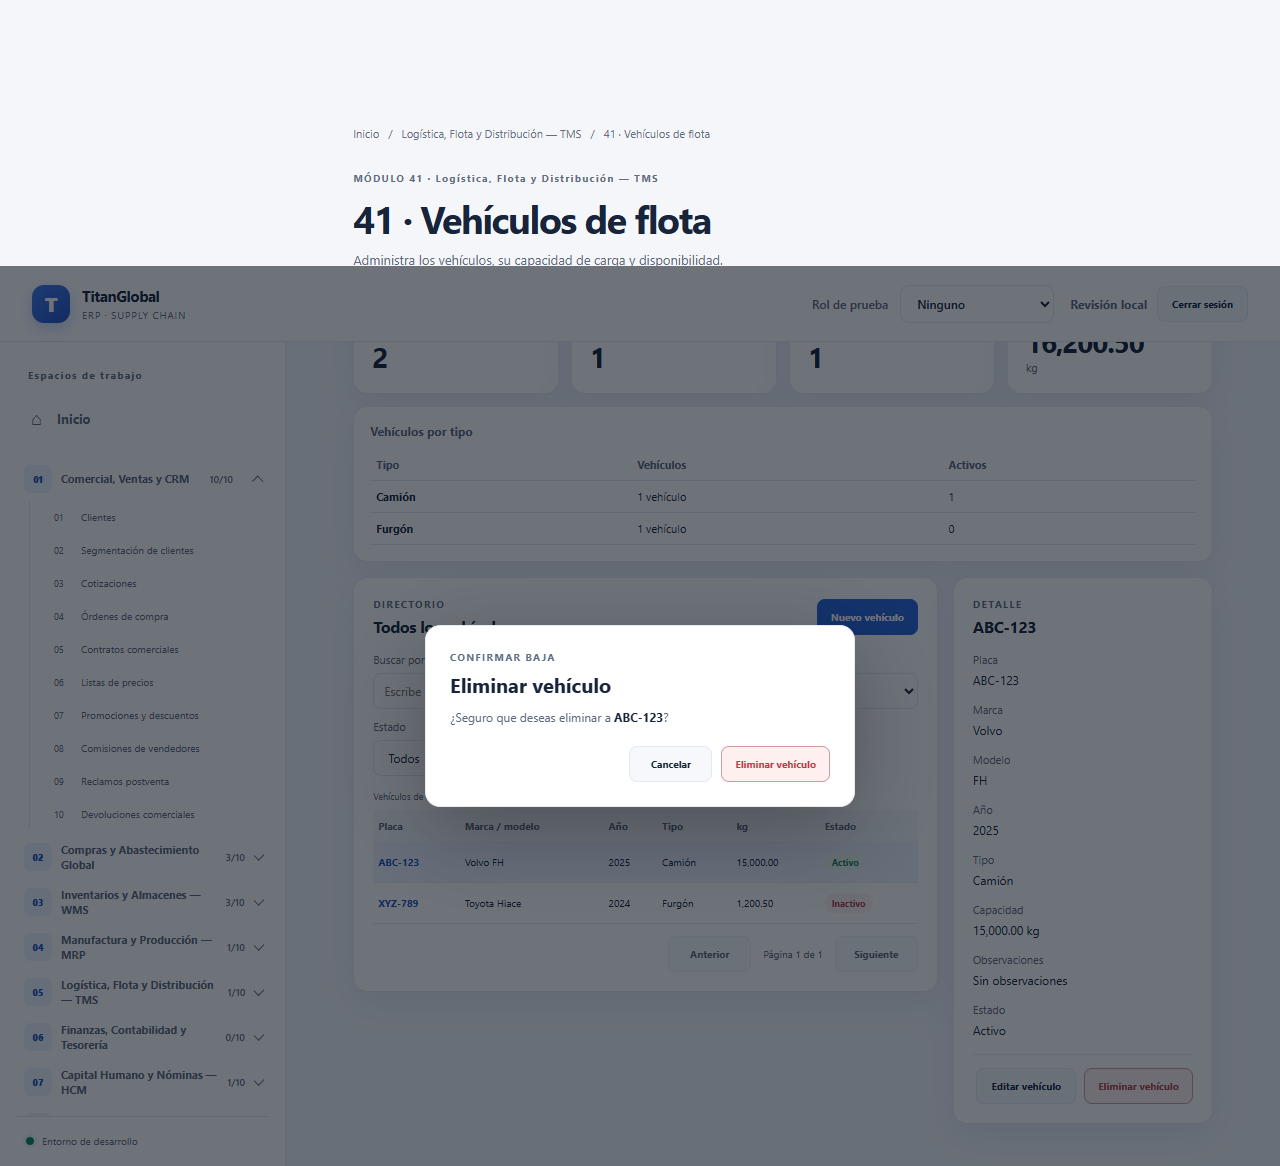 Inicio / Logística, Flota y Distribución — TMS / 41 · Vehículos de flota
MÓDULO 41 · Logística, Flota y Distribución — TMS
41 · Vehículos de flota
Administra los vehículos, su capacidad de carga y disponibilidad.
T
TitanGlobal
ERP · SUPPLY CHAIN
Rol de prueba
Ninguno
Revisión local
Cerrar sesión
Espacios de trabajo
Inicio
01 Comercial, Ventas y CRM 10/10
01 Clientes
02 Segmentación de clientes
03 Cotizaciones
04 Órdenes de compra
05 Contratos comerciales
06 Listas de precios
07 Promociones y descuentos
08 Comisiones de vendedores
09 Reclamos postventa
10 Devoluciones comerciales
02 Compras y Abastecimiento Global 3/10
03 Inventarios y Almacenes — WMS 3/10
04 Manufactura y Producción — MRP 1/10
05 Logística, Flota y Distribución — TMS 1/10
06 Finanzas, Contabilidad y Tesorería 0/10
07 Capital Humano y Nóminas — HCM 1/10
Entorno de desarrollo
2
1
1
16,200.50
kg
Vehículos por tipo
Tipo Vehículos Activos
Camión 1 vehículo 1
Furgón 1 vehículo 0
DIRECTORIO
Todos
Nuevo vehículo
Buscar por
Escribe
Estado
Todos
Vehículos de
Placa Marca / modelo Año Tipo kg Estado
ABC-123 Volvo FH 2025 Camión 15,000.00 Activo
XYZ-789 Toyota Hiace 2024 Furgón 1,200.50 Inactivo
Anterior Página 1 de 1 Siguiente
CONFIRMAR BAJA
Eliminar vehículo
¿Seguro que deseas eliminar a ABC-123?
Cancelar
Eliminar vehículo
DETALLE
ABC-123
Placa
ABC-123
Marca
Volvo
Modelo
FH
Año
2025
Tipo
Camión
Capacidad
15,000.00 kg
Observaciones
Sin observaciones
Estado
Activo
Editar vehículo
Eliminar vehículo